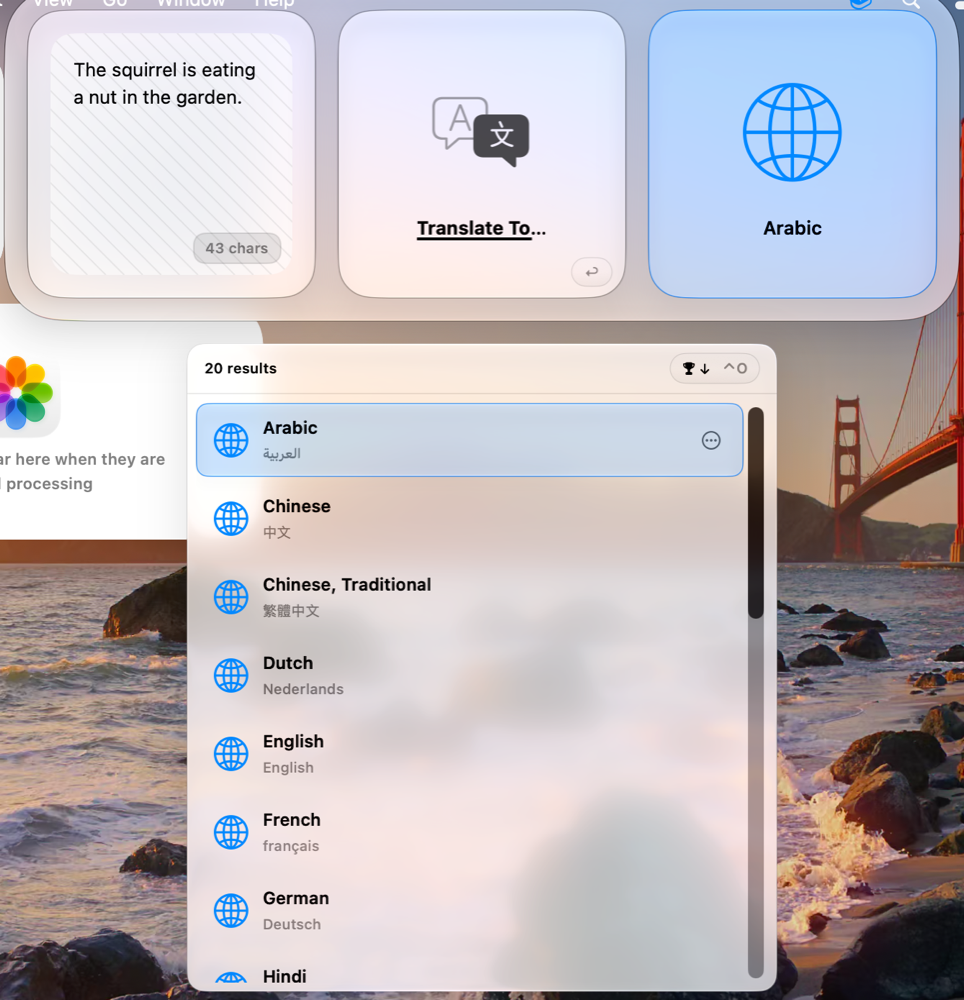 View Go Window Help
The squirrel is eating
a nut in the garden.
43 chars
A
文
Translate To...
Arabic
ar here when they are
processing
20 results
^O
Arabic
العربية
Chinese
中文
Chinese, Traditional
繁體中文
Dutch
Nederlands
English
English
French
français
German
Deutsch
Hindi